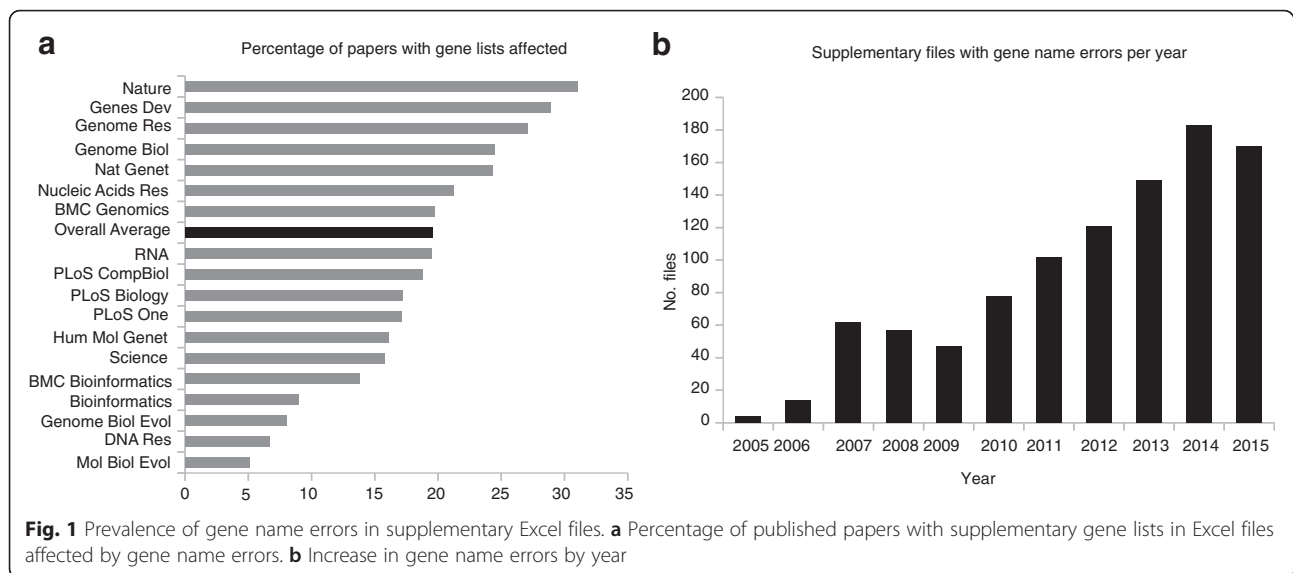 a
Percentage of papers with gene lists affected
Nature
Genes Dev
Genome Res
Genome Biol
Nat Genet
Nucleic Acids Res
BMC Genomics
Overall Average
RNA
PLoS CompBiol
PLoS Biology
PLoS One
Hum Mol Genet
Science
BMC Bioinformatics
Bioinformatics
Genome Biol Evol
DNA Res
Mol Biol Evol
0 5 10 15 20 25 30 35
b
Supplementary files with gene name errors per year
No. files
200
180
160
140
120
100
80
60
40
20
0
2005 2006 2007 2008 2009 2010 2011 2012 2013 2014 2015
Year
Fig. 1 Prevalence of gene name errors in supplementary Excel files. a Percentage of published papers with supplementary gene lists in Excel files
affected by gene name errors. b Increase in gene name errors by year